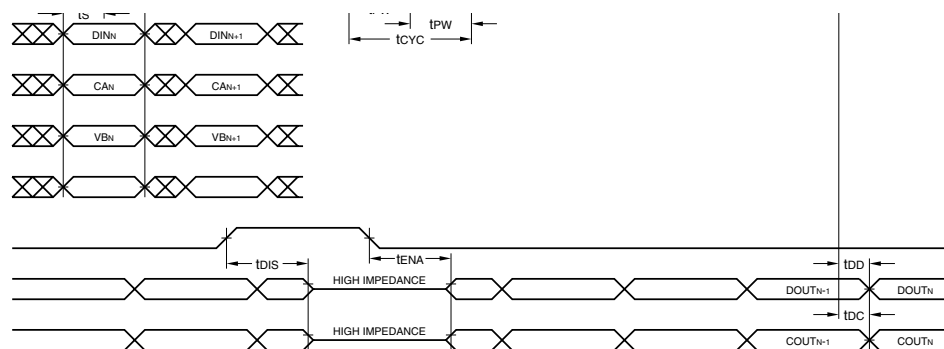 tS
tPW
tCYC
DINN
DINN+1
CAN
CAN+1
VBN
VBN+1
tDIS
tENA
HIGH IMPEDANCE
tDD
DOUTN-1
DOUTN
tDC
HIGH IMPEDANCE
COUTN-1
COUTN